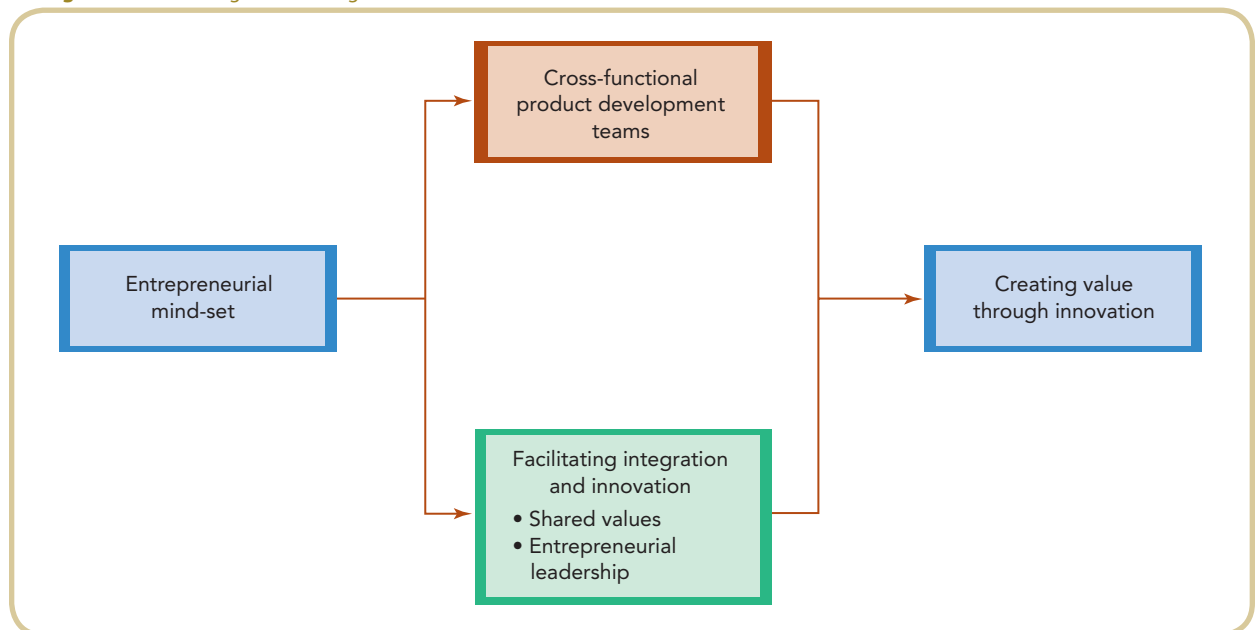 Entrepreneurial
mind-set
Cross-functional
product development
teams
Facilitating integration
and innovation
• Shared values
• Entrepreneurial
leadership
Creating value
through innovation